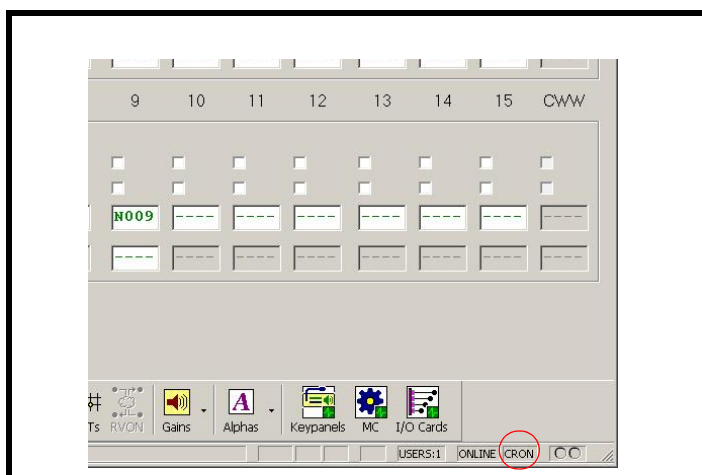 9 10 11 12 13 14 15 CWW
N009 ---- ---- ---- ---- ---- ---- ----
---- ---- ---- ---- ---- ---- ---- ----
Ts RVON Gains Alphas Keypanels MC I/O Cards
USERS:1 ONLINE CRON